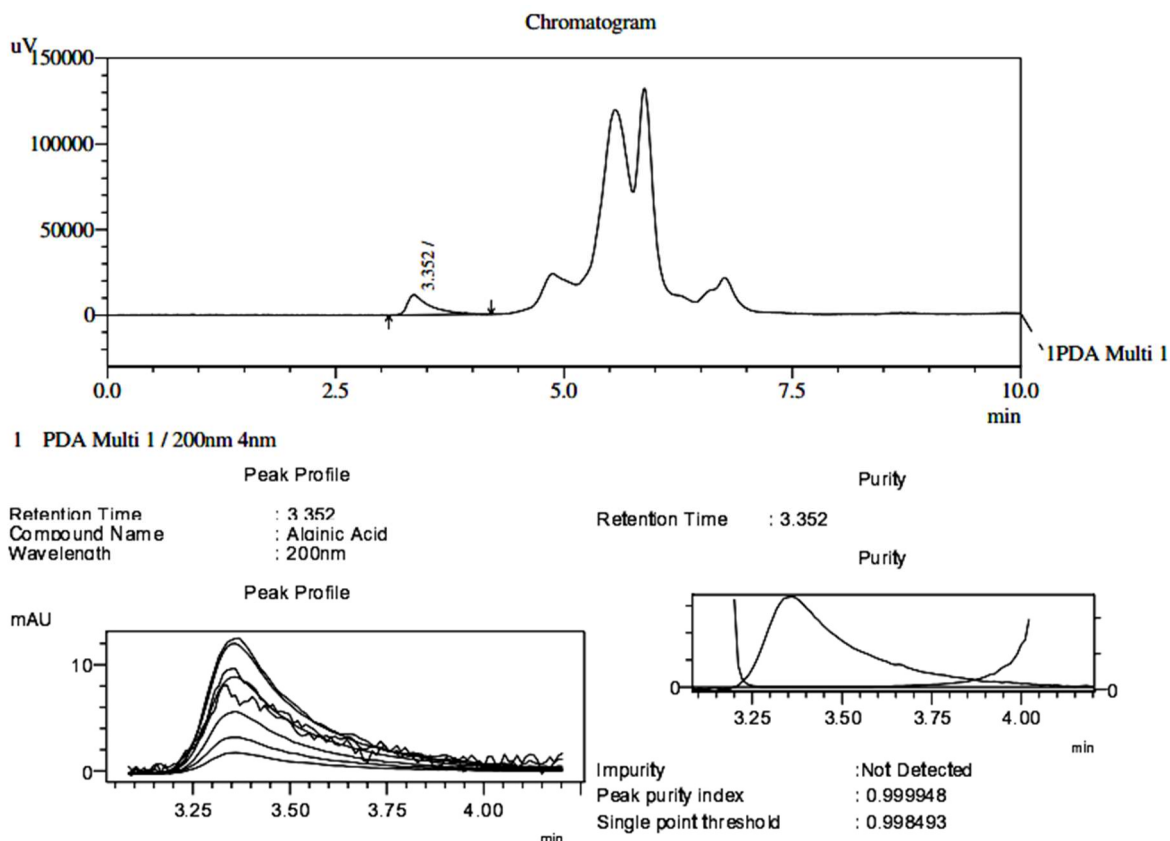 Chromatogram
uV
150000
100000
50000
0
3.352 /
1PDA Multi 1
0.0 2.5 5.0 7.5 10.0
min
1 PDA Multi 1 / 200nm 4nm
Peak Profile
Retention Time : 3.352
Compound Name : Alginic Acid
Wavelength : 200nm
Peak Profile
mAU
10
0
3.25 3.50 3.75 4.00
min
Purity
Retention Time : 3.352
Purity
0 0
3.25 3.50 3.75 4.00
min
Impurity :Not Detected
Peak purity index : 0.999948
Single point threshold : 0.998493